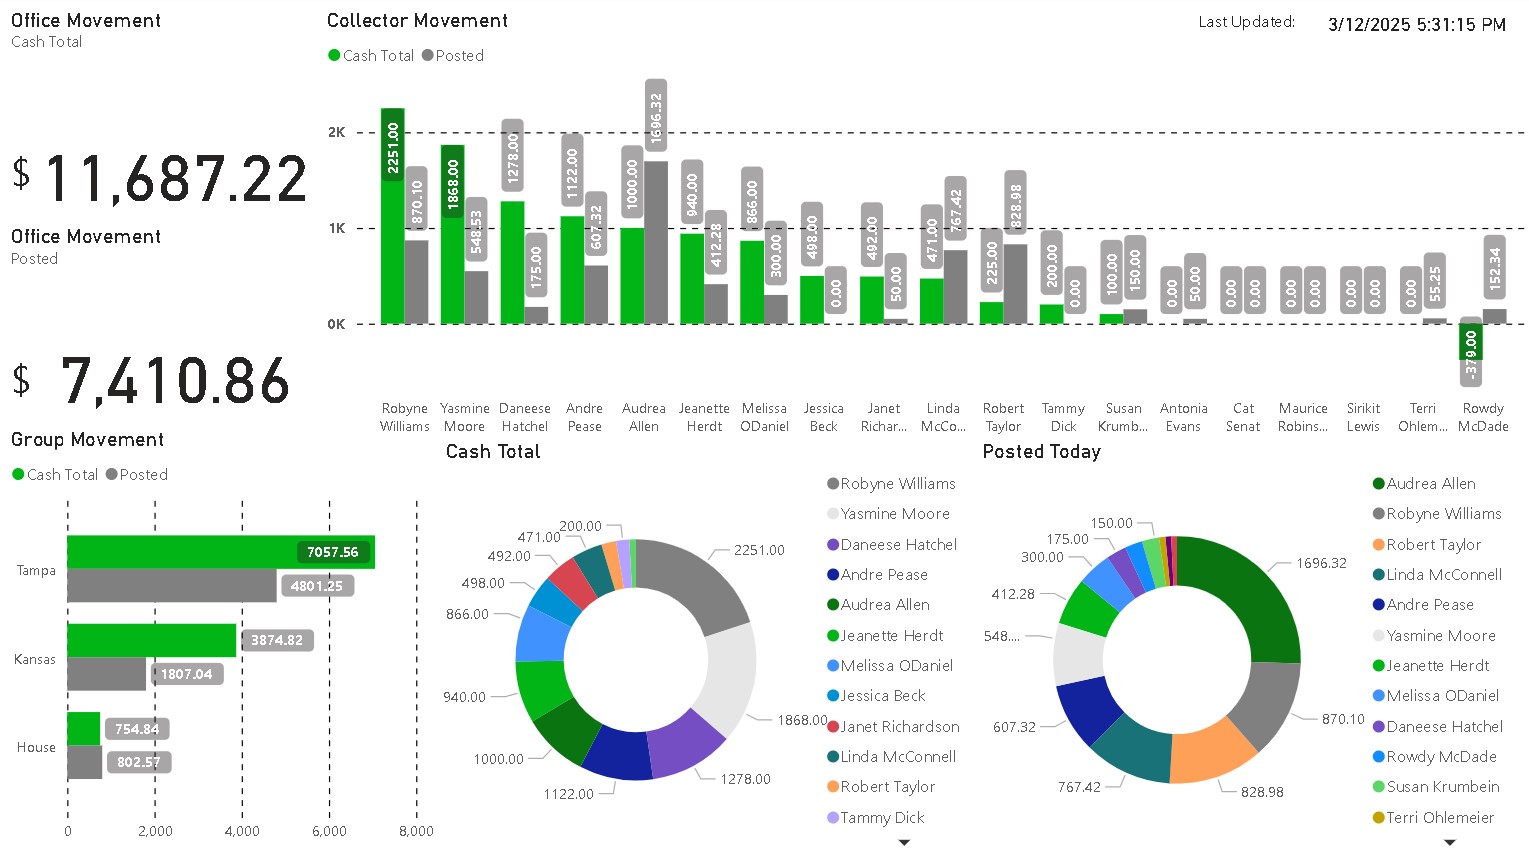 Office Movement
Cash Total
$ 11,687.22
Office Movement
Posted
$ 7,410.86
Collector Movement
Cash Total Posted
Last Updated: 3/12/2025 5:31:15 PM
2K
1K
0K
2251.00
870.10
1868.00
548.53
1278.00
175.00
1122.00
607.32
1000.00
1696.32
940.00
412.28
866.00
300.00
498.00
0.00
492.00
50.00
471.00
767.42
225.00
828.98
200.00
0.00
100.00
150.00
0.00
50.00
0.00
0.00
0.00
0.00
0.00
0.00
0.00
55.25
-379.00
152.34
Robyne Williams
Yasmine Moore
Daneese Hatchel
Andre Pease
Audrea Allen
Jeanette Herdt
Melissa ODaniel
Jessica Beck
Janet Richar...
Linda McCo...
Robert Taylor
Tammy Dick
Susan Krumb...
Antonia Evans
Cat Senat
Maurice Robins...
Sirikit Lewis
Terri Ohlem...
Rowdy McDade
Group Movement
Cash Total Posted
Tampa
7057.56
4801.25
Kansas
3874.82
1807.04
House
754.84
802.57
0 2,000 4,000 6,000 8,000
Cash Total
2251.00
1868.00
1278.00
1122.00
1000.00
940.00
866.00
498.00
492.00
471.00
200.00
Robyne Williams
Yasmine Moore
Daneese Hatchel
Andre Pease
Audrea Allen
Jeanette Herdt
Melissa ODaniel
Jessica Beck
Janet Richardson
Linda McConnell
Robert Taylor
Tammy Dick
Posted Today
1696.32
870.10
828.98
767.42
607.32
548....
412.28
300.00
175.00
150.00
Audrea Allen
Robyne Williams
Robert Taylor
Linda McConnell
Andre Pease
Yasmine Moore
Jeanette Herdt
Melissa ODaniel
Daneese Hatchel
Rowdy McDade
Susan Krumbein
Terri Ohlemeier